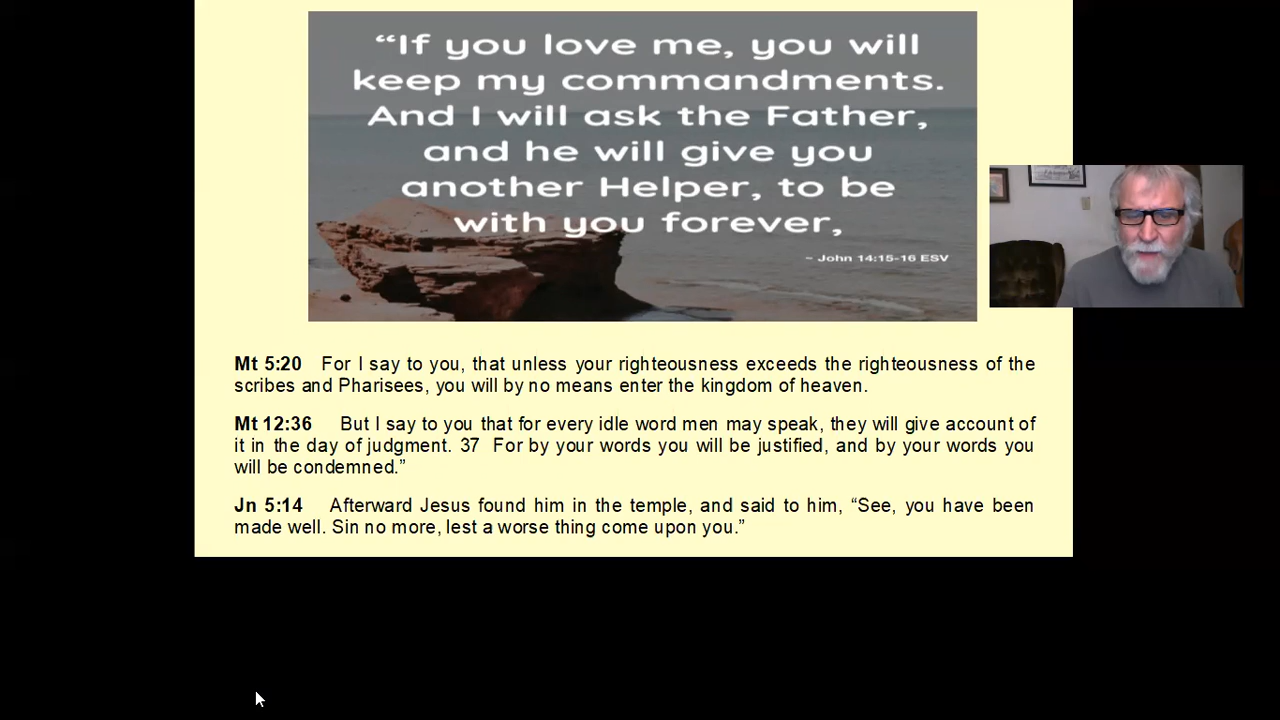 “If you love me, you will
keep my commandments.
And I will ask the Father,
and he will give you
another Helper, to be
with you forever,
~ John 14:15-16 ESV
Mt 5:20 For I say to you, that unless your righteousness exceeds the righteousness of the
scribes and Pharisees, you will by no means enter the kingdom of heaven.
Mt 12:36 But I say to you that for every idle word men may speak, they will give account of
it in the day of judgment. 37 For by your words you will be justified, and by your words you
will be condemned.”
Jn 5:14 Afterward Jesus found him in the temple, and said to him, “See, you have been
made well. Sin no more, lest a worse thing come upon you.”